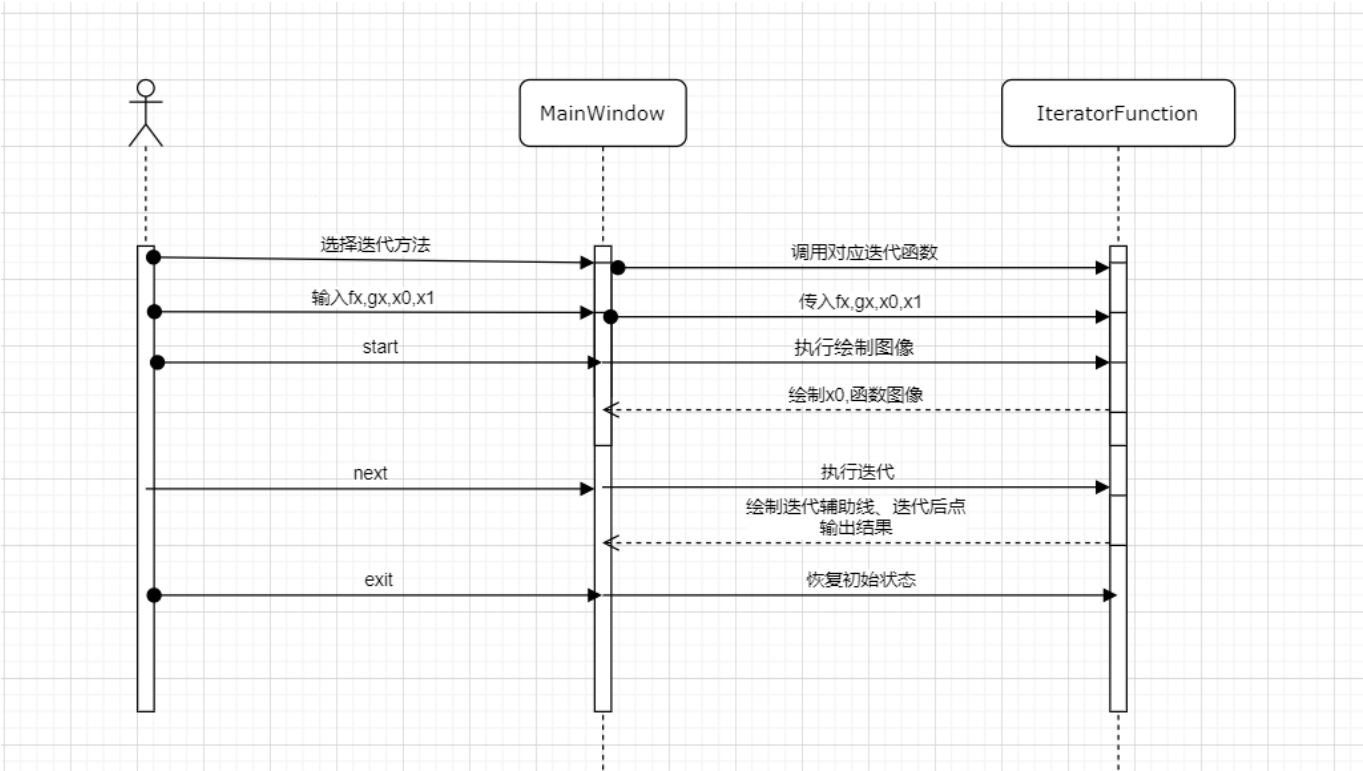 MainWindow
IteratorFunction
选择迭代方法
调用对应迭代函数
输入fx,gx,x0,x1
传入fx,gx,x0,x1
start
执行绘制图像
绘制x0,函数图像
next
执行迭代
绘制迭代辅助线、迭代后点
输出结果
exit
恢复初始状态